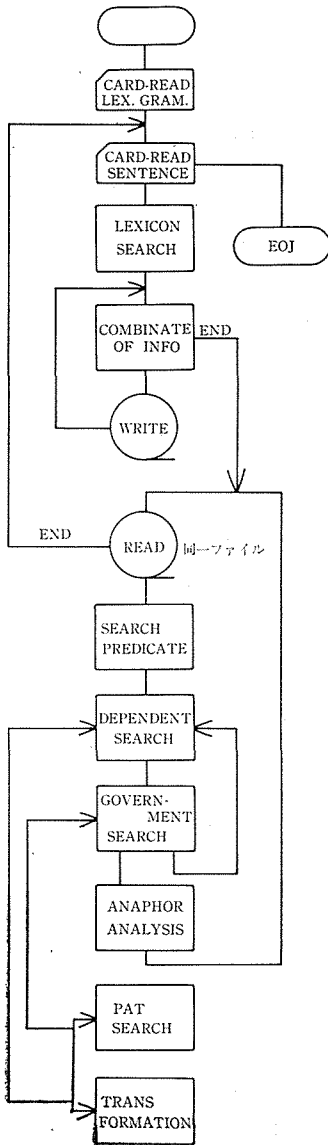 CARD-READ
LEX. GRAM.
CARD-READ
SENTENCE
LEXICON
SEARCH
EOJ
COMBINATE
OF INFO
END
WRITE
END
READ
同一ファイル
SEARCH
PREDICATE
DEPENDENT
SEARCH
GOVERN-
MENT
SEARCH
ANAPHOR
ANALYSIS
PAT
SEARCH
TRANS
FORMATION